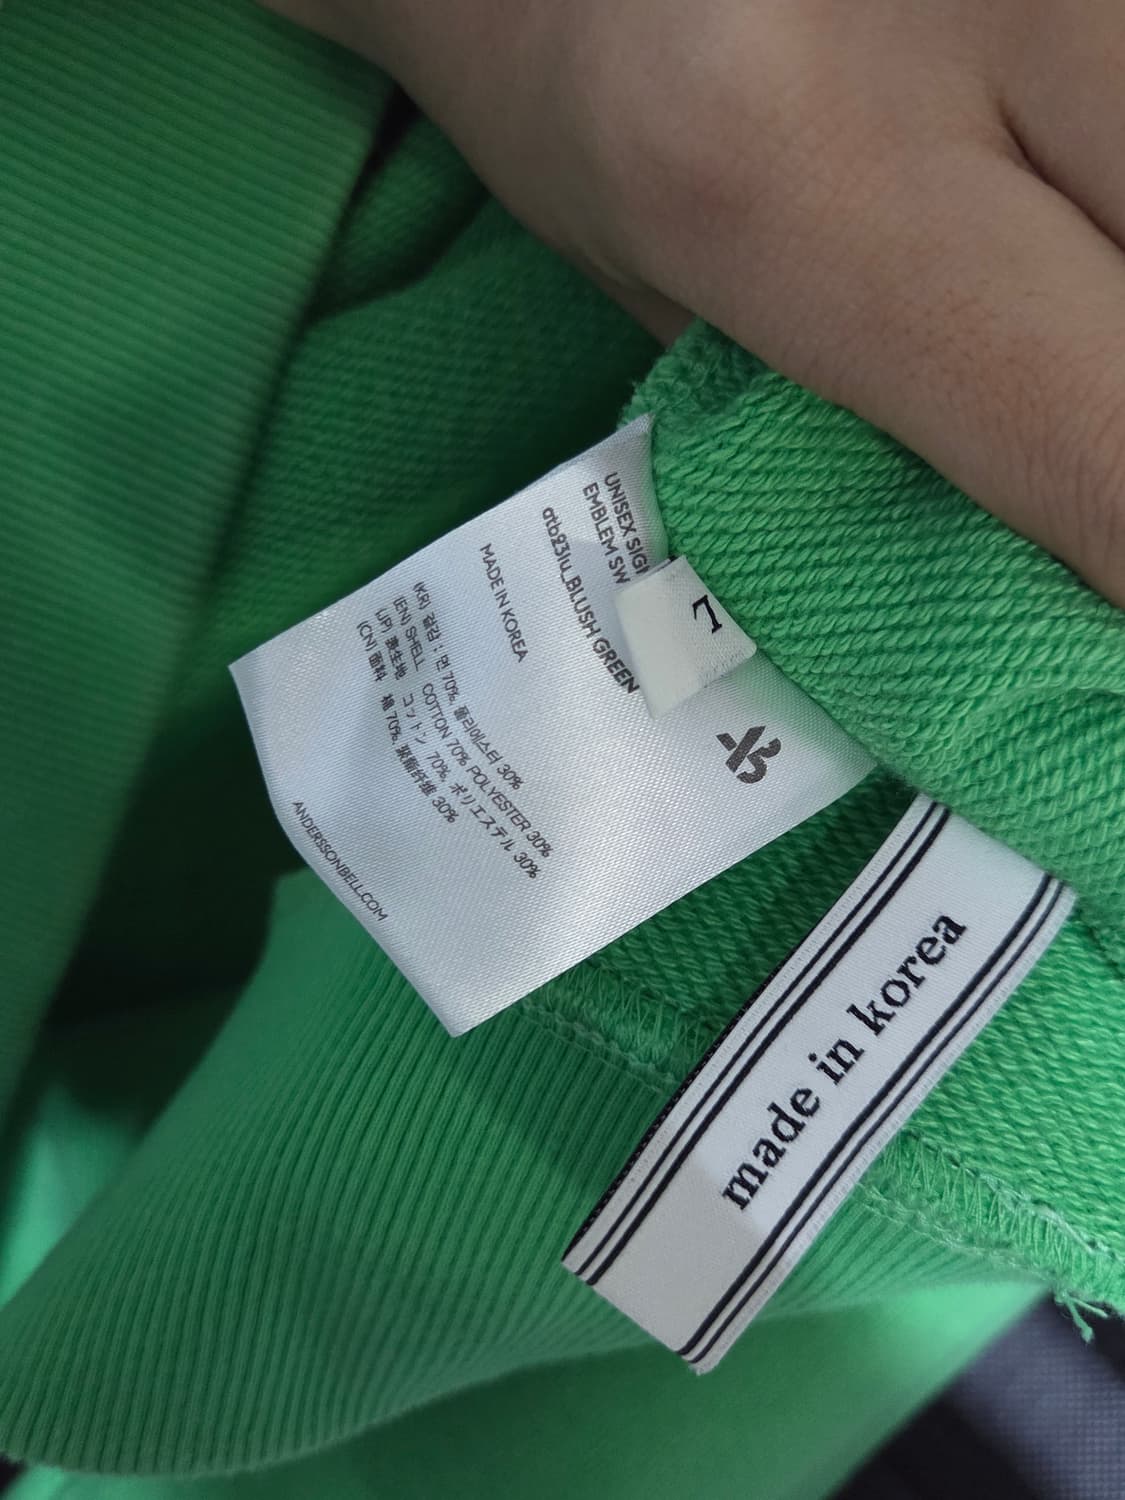 UNISEX SIG
EMBLEM SW
atb931u_BLUSH GREEN
MADE IN KOREA
(KR) 겉감 : 면 70%, 폴리에스터 30%
(EN) SHELL COTTON 70% POLYESTER 30%
(JP) 表生地 コットン 70%, ポリエステル 30%
(CN) 面料 棉 70%, 聚酯纤维 30%
ANDERSSONBELL.COM
L
made in korea